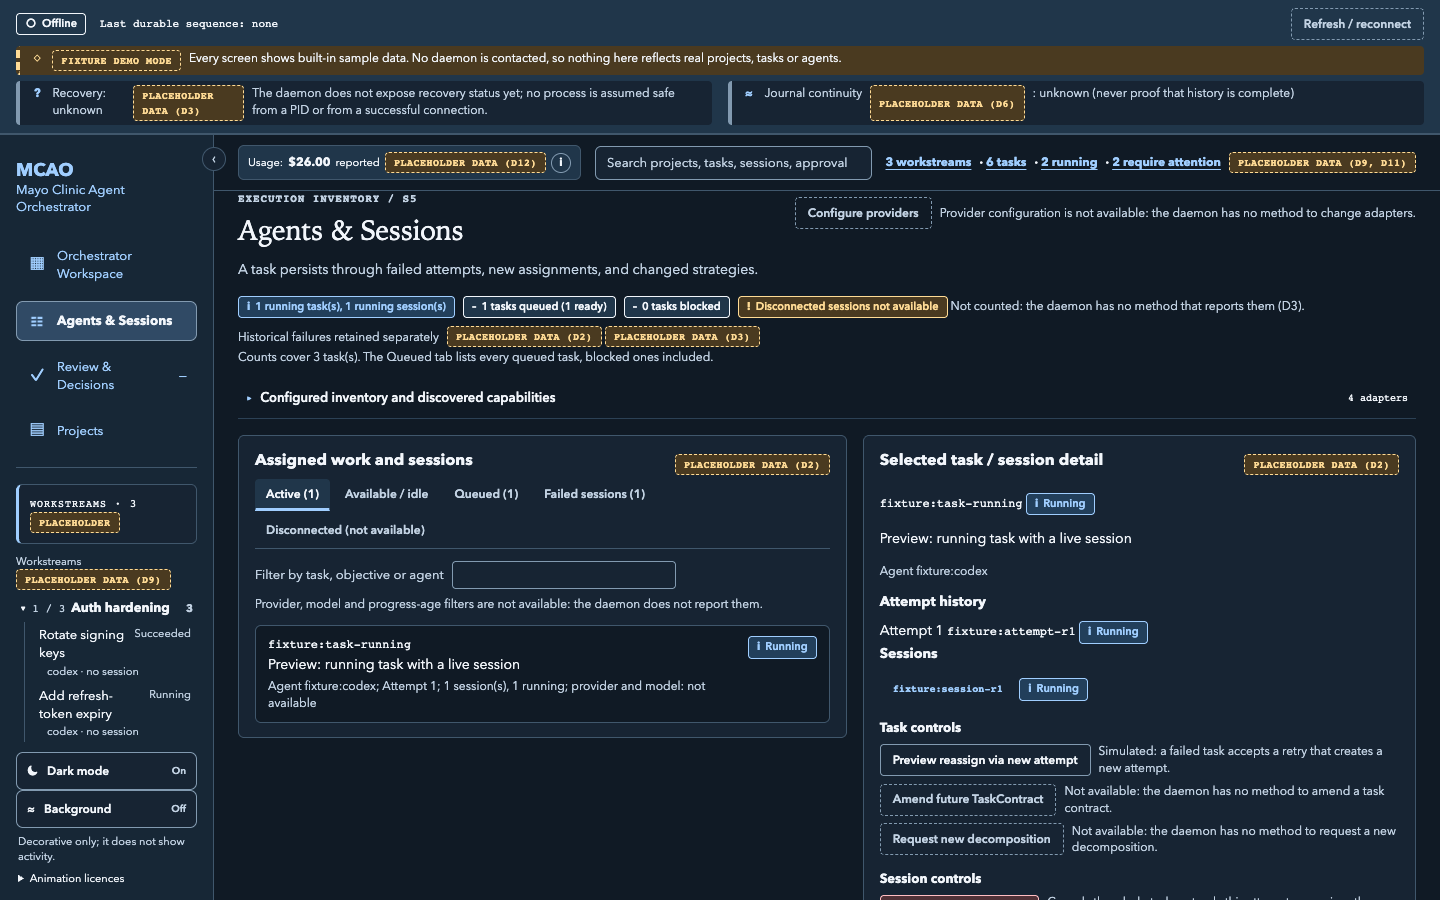 Offline
Last durable sequence: none
Refresh / reconnect
FIXTURE DEMO MODE
Every screen shows built-in sample data. No daemon is contacted, so nothing here reflects real projects, tasks or agents.
? Recovery:
unknown
PLACEHOLDER
DATA (D3)
The daemon does not expose recovery status yet; no process is assumed safe
from a PID or from a successful connection.
≈ Journal continuity
PLACEHOLDER DATA (D6)
: unknown (never proof that history is complete)
MCAO
Mayo Clinic Agent
Orchestrator
Orchestrator
Workspace
Agents & Sessions
Review &
Decisions
–
Projects
WORKSTREAMS · 3
PLACEHOLDER
Workstreams
PLACEHOLDER DATA (D9)
▾ 1 / 3 Auth hardening 3
Rotate signing
keys
Succeeded
codex · no session
Add refresh-
token expiry
Running
codex · no session
Dark mode On
≈ Background Off
Decorative only; it does not show
activity.
▶ Animation licences
‹
Usage: $26.00 reported PLACEHOLDER DATA (D12) i
Search projects, tasks, sessions, approval
3 workstreams · 6 tasks · 2 running · 2 require attention PLACEHOLDER DATA (D9, D11)
EXECUTION INVENTORY / S5
Agents & Sessions
Configure providers
Provider configuration is not available: the daemon has no method to change adapters.
A task persists through failed attempts, new assignments, and changed strategies.
i 1 running task(s), 1 running session(s)
– 1 tasks queued (1 ready)
– 0 tasks blocked
! Disconnected sessions not available
Not counted: the daemon has no method that reports them (D3).
Historical failures retained separately PLACEHOLDER DATA (D2) PLACEHOLDER DATA (D3)
Counts cover 3 task(s). The Queued tab lists every queued task, blocked ones included.
▸ Configured inventory and discovered capabilities
4 adapters
Assigned work and sessions
PLACEHOLDER DATA (D2)
Active (1)
Available / idle
Queued (1)
Failed sessions (1)
Disconnected (not available)
Filter by task, objective or agent
Provider, model and progress-age filters are not available: the daemon does not report them.
fixture:task-running
i Running
Preview: running task with a live session
Agent fixture:codex; Attempt 1; 1 session(s), 1 running; provider and model: not
available
Selected task / session detail
PLACEHOLDER DATA (D2)
fixture:task-running i Running
Preview: running task with a live session
Agent fixture:codex
Attempt history
Attempt 1 fixture:attempt-r1 i Running
Sessions
fixture:session-r1 i Running
Task controls
Preview reassign via new attempt
Simulated: a failed task accepts a retry that creates a
new attempt.
Amend future TaskContract
Not available: the daemon has no method to amend a task
contract.
Request new decomposition
Not available: the daemon has no method to request a new
decomposition.
Session controls